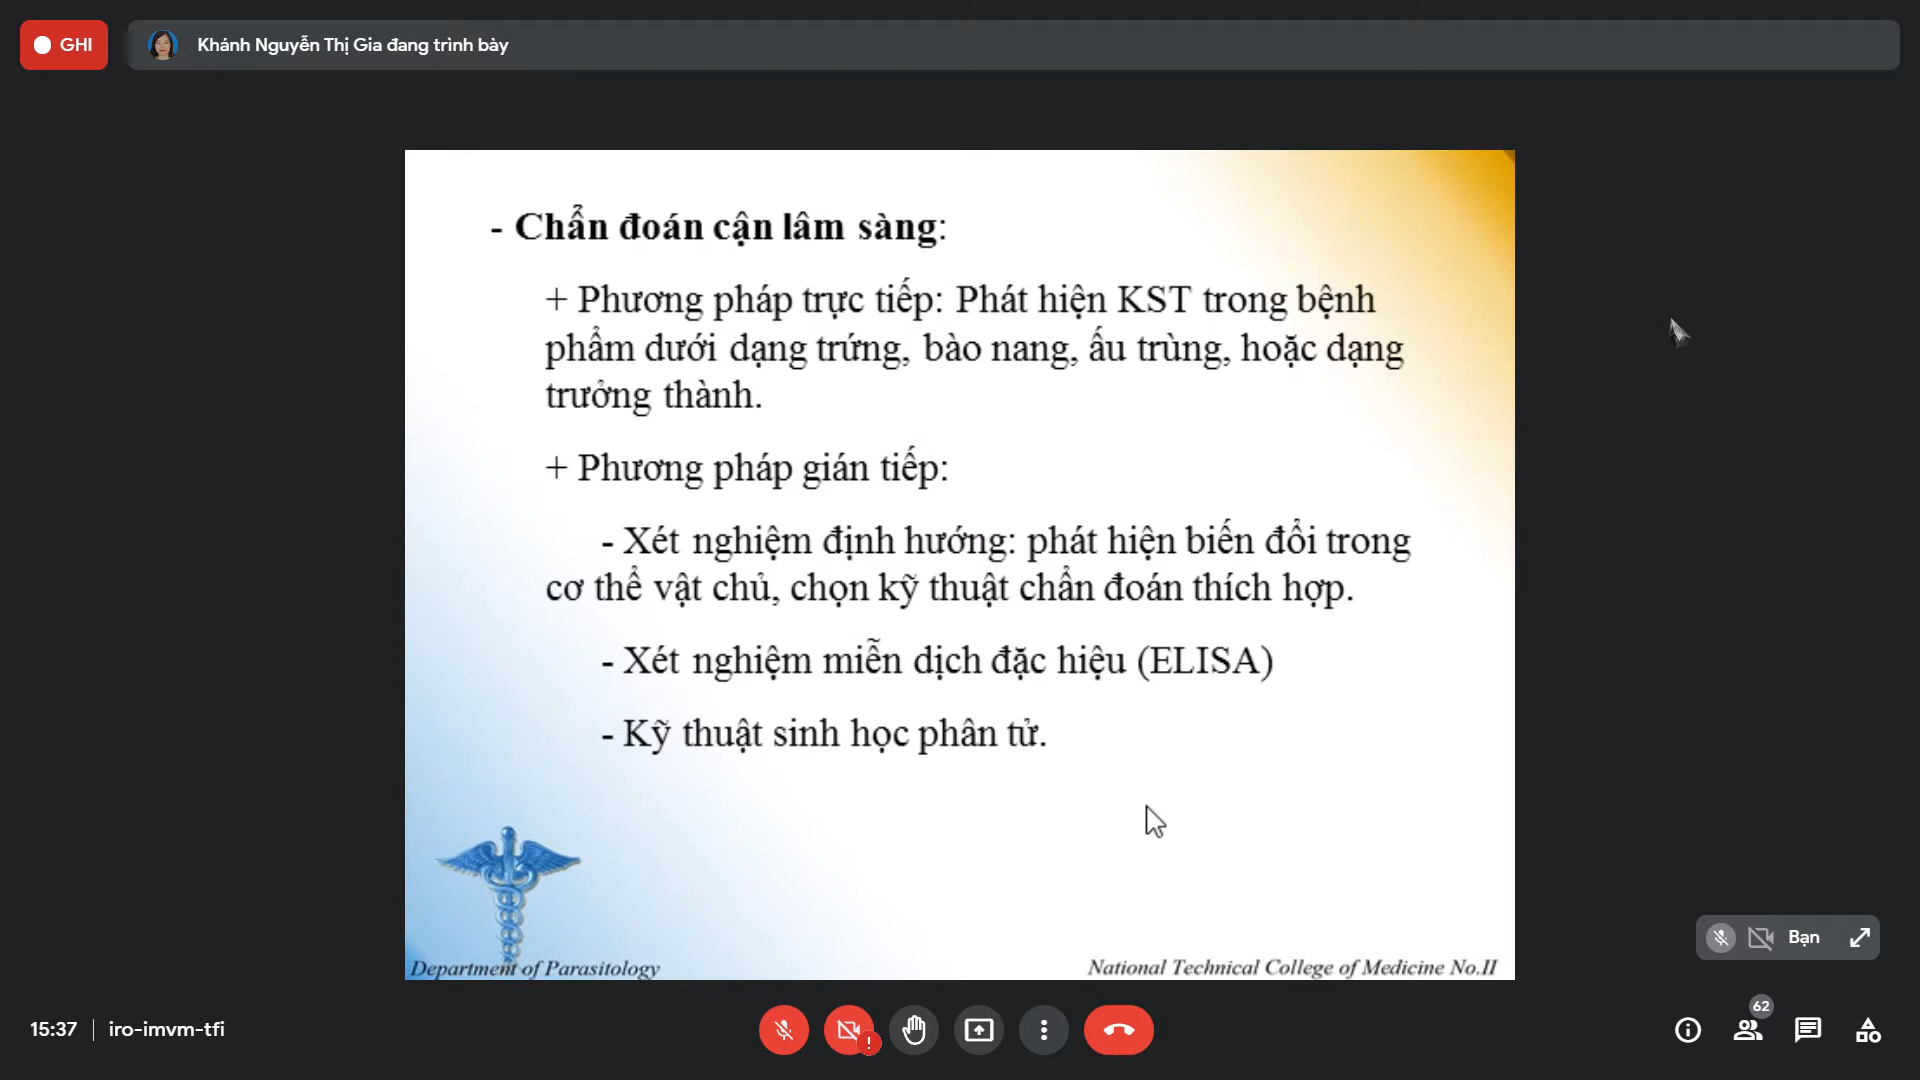 GHI
Khánh Nguyễn Thị Gia đang trình bày
- Chẩn đoán cận lâm sàng:
+ Phương pháp trực tiếp: Phát hiện KST trong bệnh
phẩm dưới dạng trứng, bào nang, ấu trùng, hoặc dạng
trưởng thành.
+ Phương pháp gián tiếp:
- Xét nghiệm định hướng: phát hiện biến đổi trong
cơ thể vật chủ, chọn kỹ thuật chẩn đoán thích hợp.
- Xét nghiệm miễn dịch đặc hiệu (ELISA)
- Kỹ thuật sinh học phân tử.
Bạn
Department of Parasitology
National Technical College of Medicine No.II
62
15:37 | iro-imvm-tfi